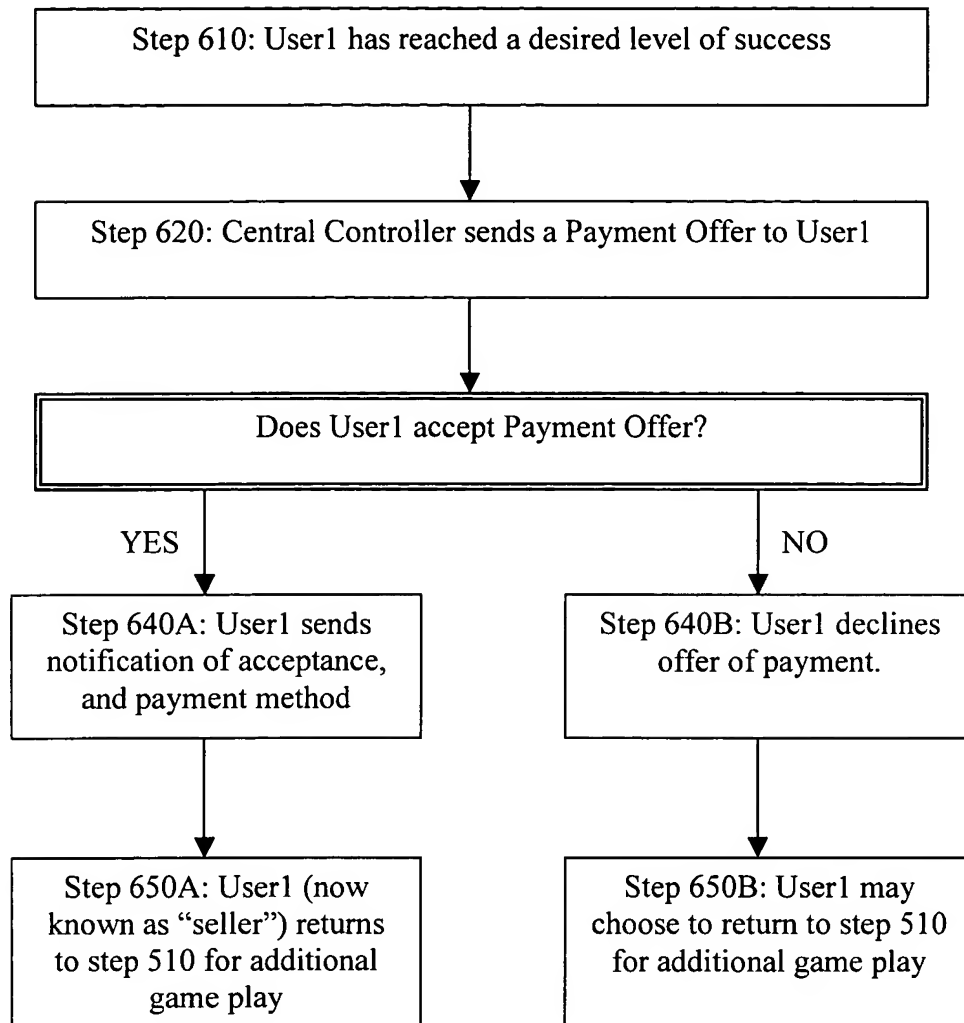 Step 610: User1 has reached a desired level of success
Step 620: Central Controller sends a Payment Offer to User1
Does User1 accept Payment Offer?
YES
NO
Step 640A: User1 sends
notification of acceptance,
and payment method
Step 640B: User1 declines
offer of payment.
Step 650A: User1 (now
known as “seller”) returns
to step 510 for additional
game play
Step 650B: User1 may
choose to return to step 510
for additional game play